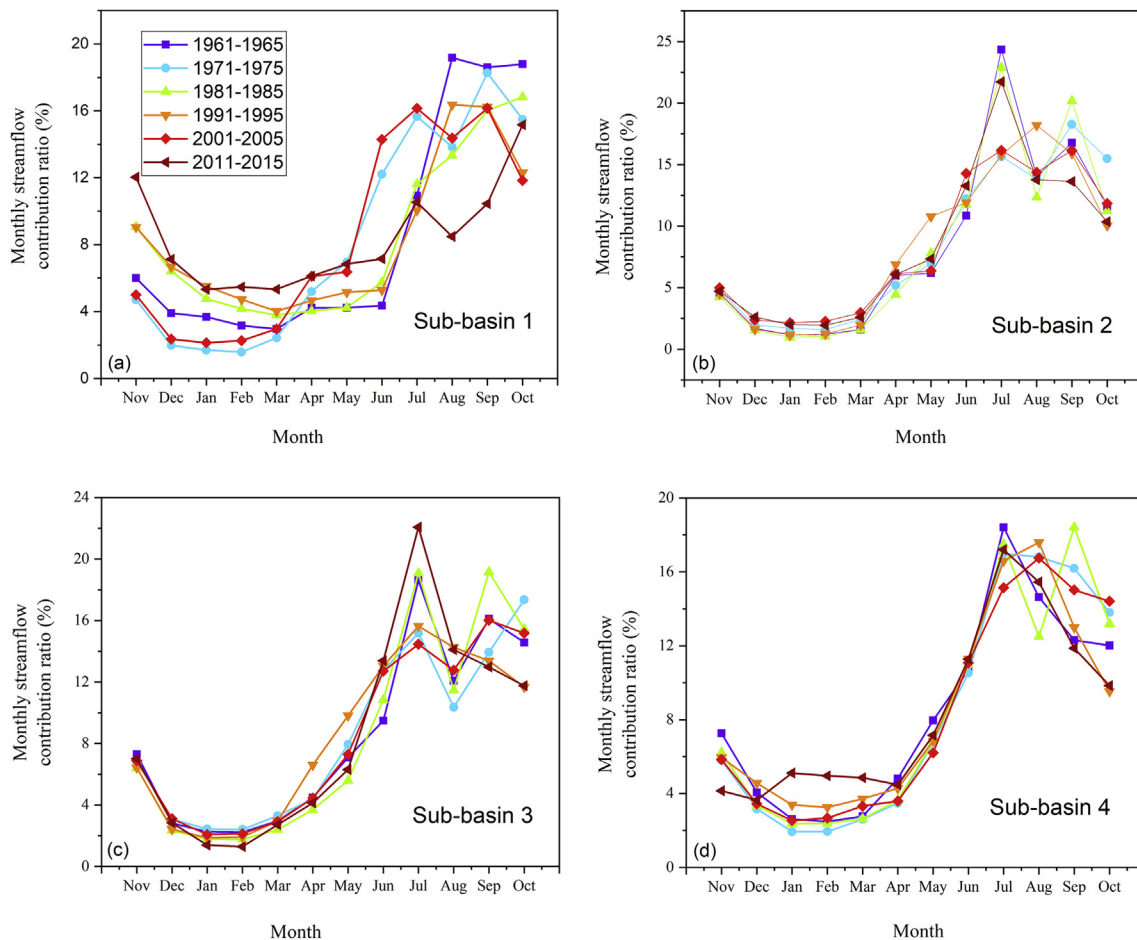 Monthly streamflow
contribution ratio (%)
24
20
16
12
8
4
0
1961-1965
1971-1975
1981-1985
1991-1995
2001-2005
2011-2015
Sub-basin 1
(a)
Nov Dec Jan Feb Mar Apr May Jun Jul Aug Sep Oct
Month
Monthly streamflow
contribution ratio (%)
25
20
15
10
5
0
Sub-basin 2
(b)
Nov Dec Jan Feb Mar Apr May Jun Jul Aug Sep Oct
Month
Monthly streamflow
contribution ratio (%)
24
20
16
12
8
4
0
Sub-basin 3
(c)
Nov Dec Jan Feb Mar Apr May Jun Jul Aug Sep Oct
Month
Monthly streamflow
contribution ratio (%)
20
16
12
8
4
0
Sub-basin 4
(d)
Nov Dec Jan Feb Mar Apr May Jun Jul Aug Sep Oct
Month